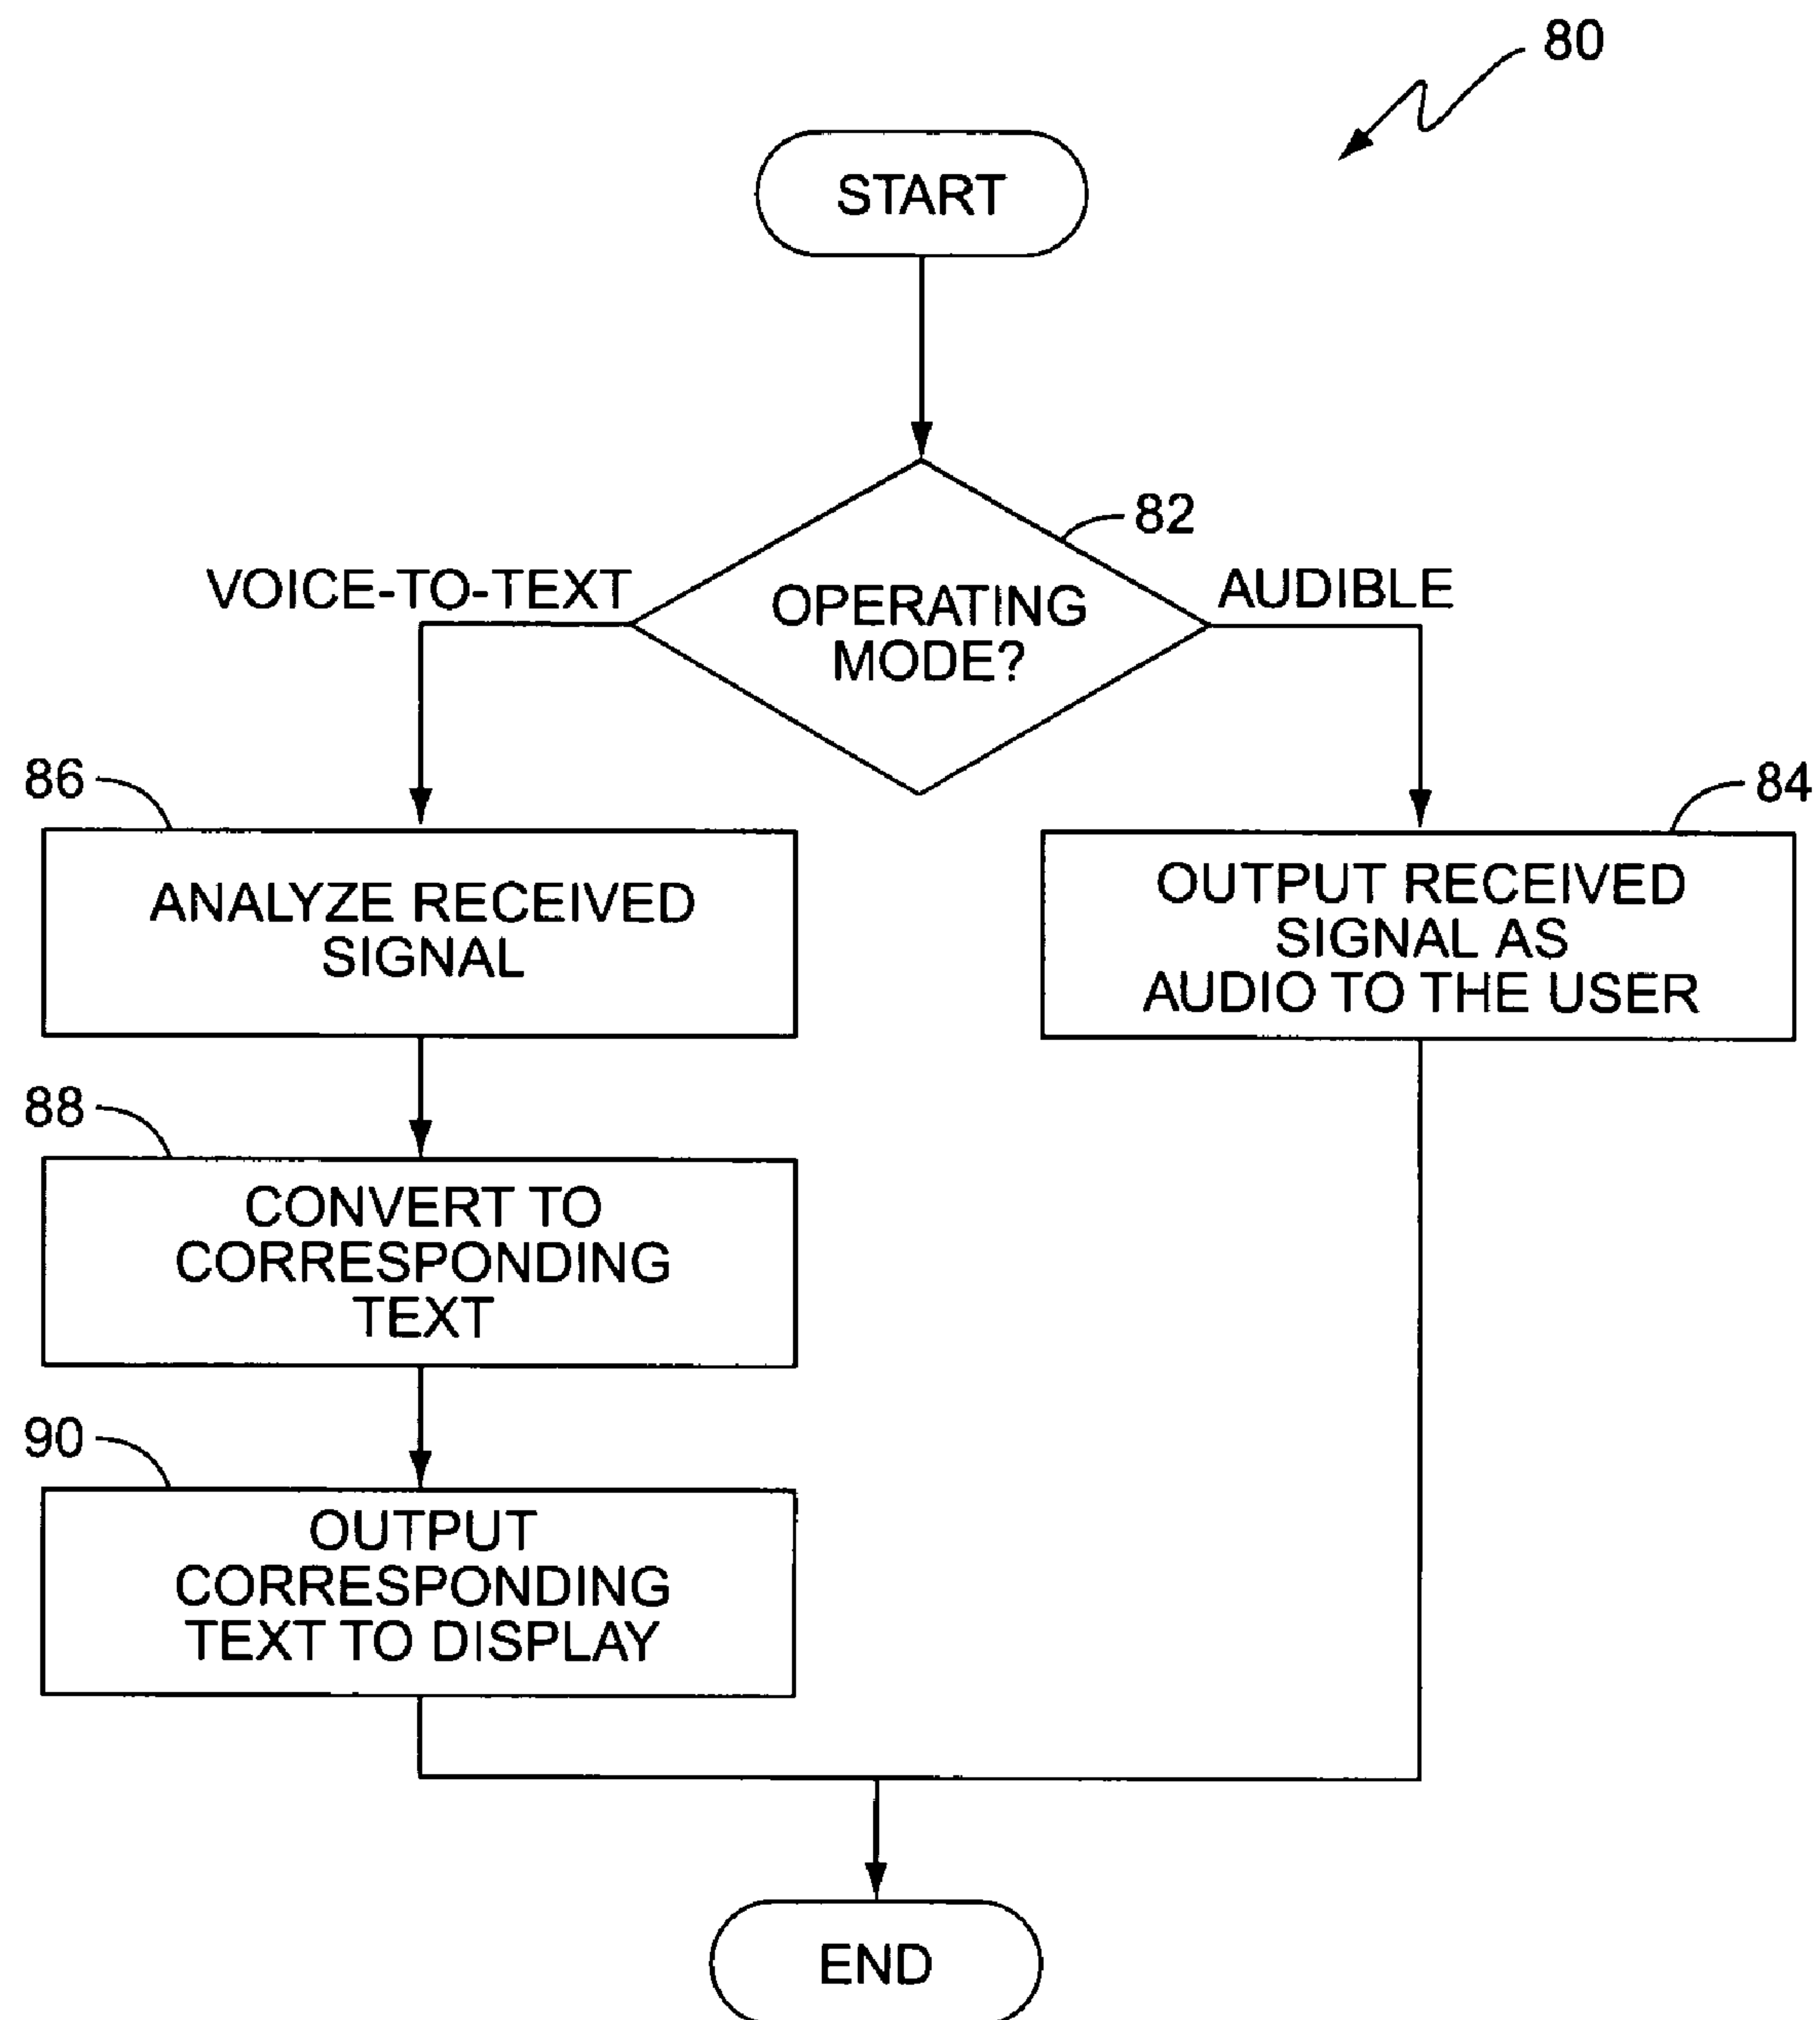 80
START
82
VOICE-TO-TEXT
AUDIBLE
OPERATING
MODE?
86
84
ANALYZE RECEIVED
SIGNAL
OUTPUT RECEIVED
SIGNAL AS
AUDIO TO THE USER
88
CONVERT TO
CORRESPONDING
TEXT
90
OUTPUT
CORRESPONDING
TEXT TO DISPLAY
END